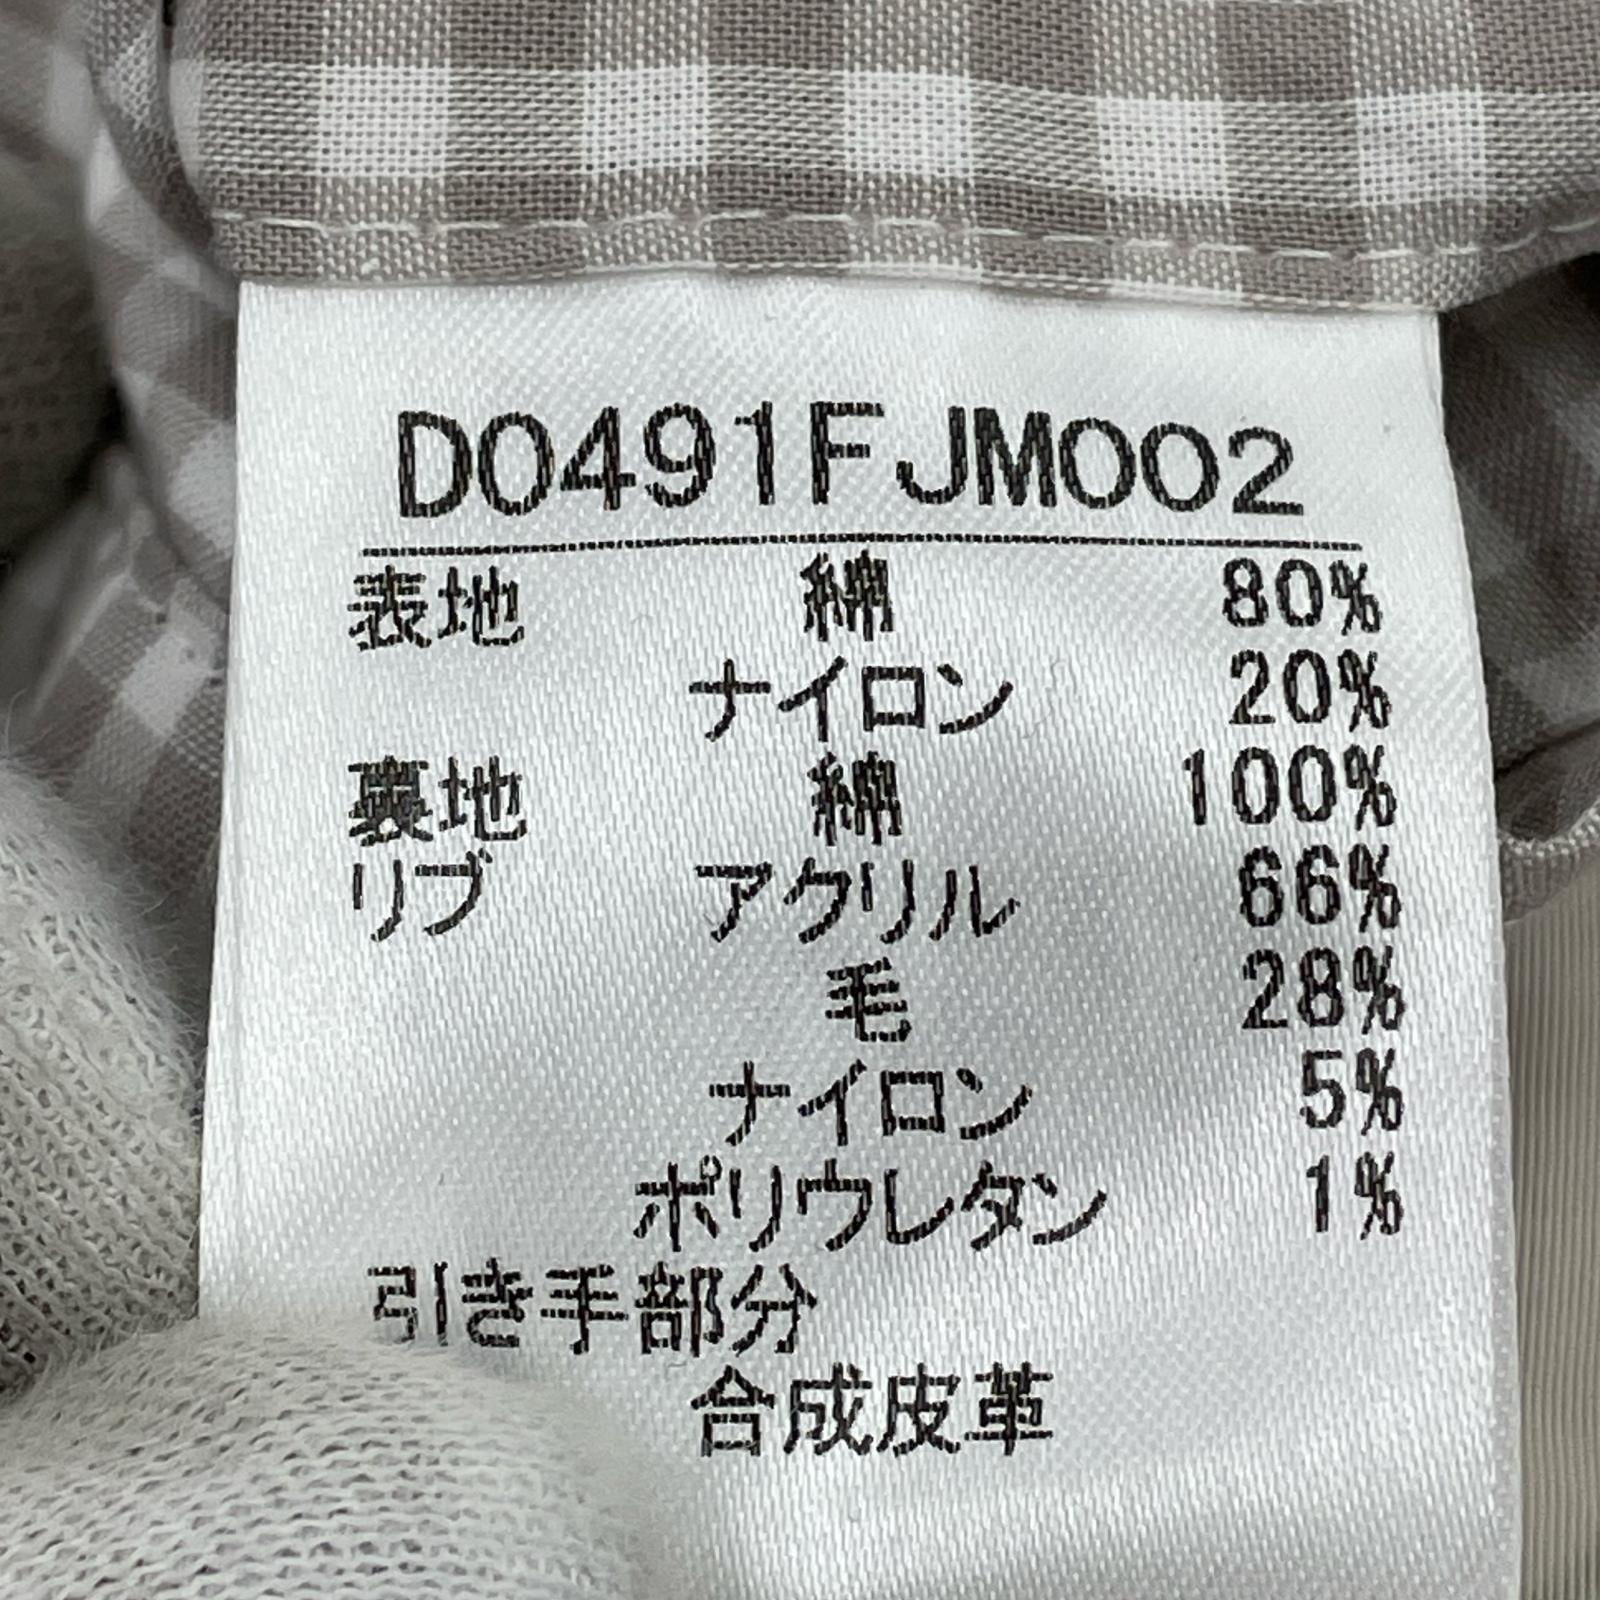 D0491FJM002
表地 綿 80%
ナイロン 20%
裏地 綿 100%
リブ アクリル 66%
毛 28%
ナイロン 5%
ポリウレタン 1%
引き手部分
合成皮革